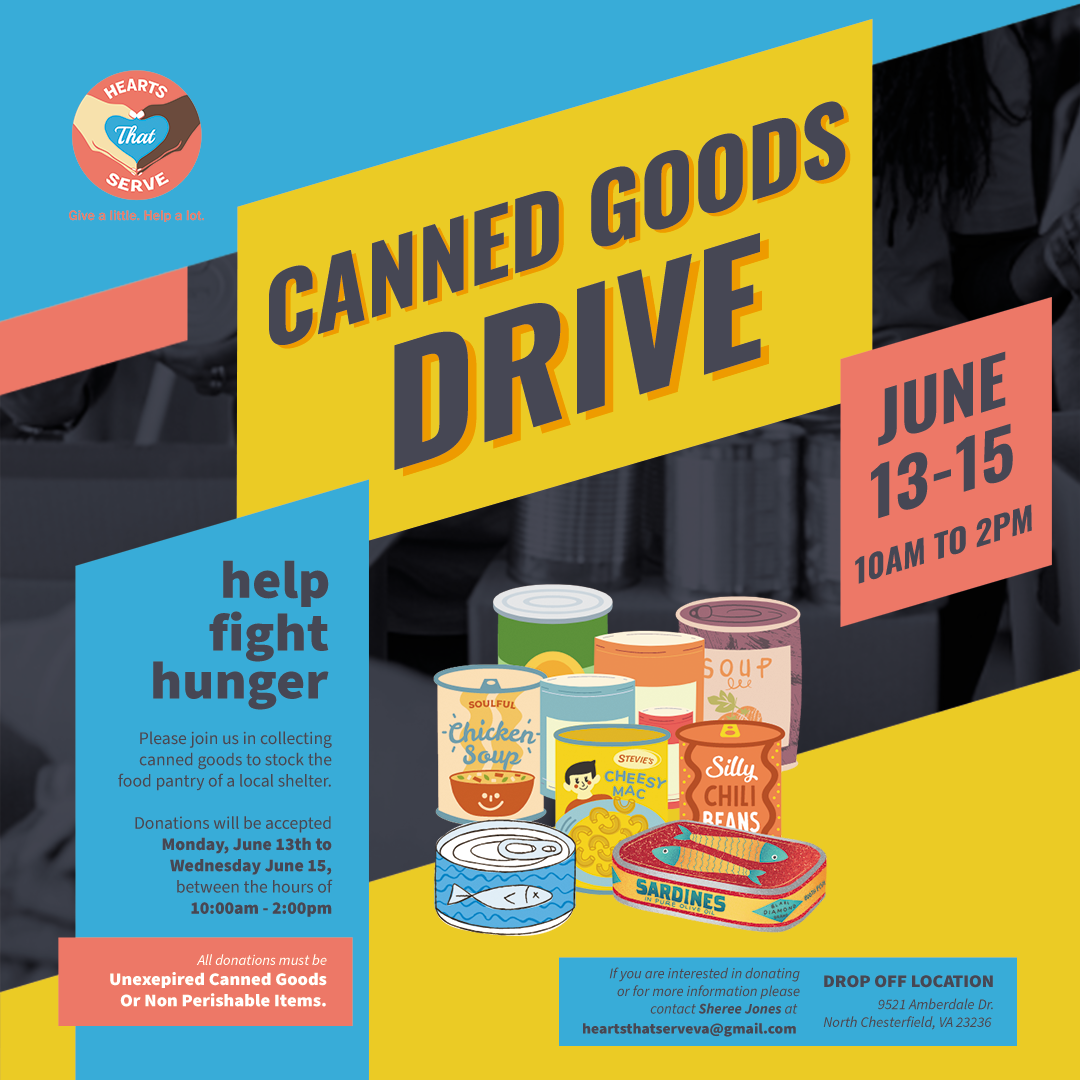 HEARTS
That
SERVE
Give a little. Help a lot.
CANNED GOODS
DRIVE
JUNE
13-15
10AM TO 2PM
help
fight
hunger
Please join us in collecting
canned goods to stock the
food pantry of a local shelter.
Donations will be accepted
Monday, June 13th to
Wednesday June 15,
between the hours of
10:00am - 2:00pm
All donations must be
Unexepired Canned Goods
Or Non Perishable Items.
SOUP
SOULFUL
Chicken
Soup
STEVIE'S
CHEESY
MAC
Silly
CHILI
BEANS
SARDINES
IN PURE OLIVE OIL
DIAMOND
If you are interested in donating
or for more information please
contact Sheree Jones at
heartsthatserveva@gmail.com
DROP OFF LOCATION
9521 Amberdale Dr.
North Chesterfield, VA 23236